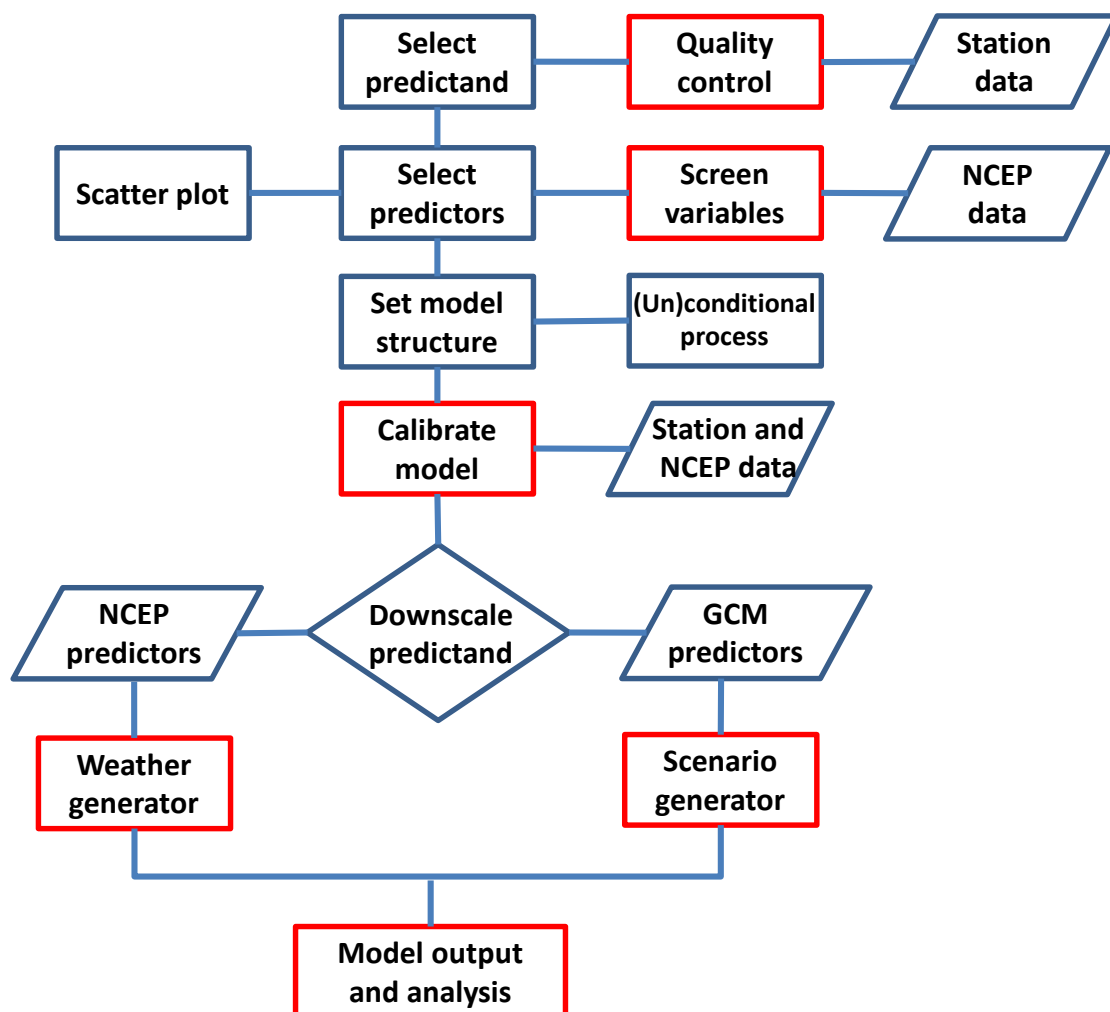 Select
predictand
Quality
control
Station
data
Scatter plot
Select
predictors
Screen
variables
NCEP
data
Set model
structure
(Un)conditional
process
Calibrate
model
Station and
NCEP data
NCEP
predictors
Downscale
predictand
GCM
predictors
Weather
generator
Scenario
generator
Model output
and analysis